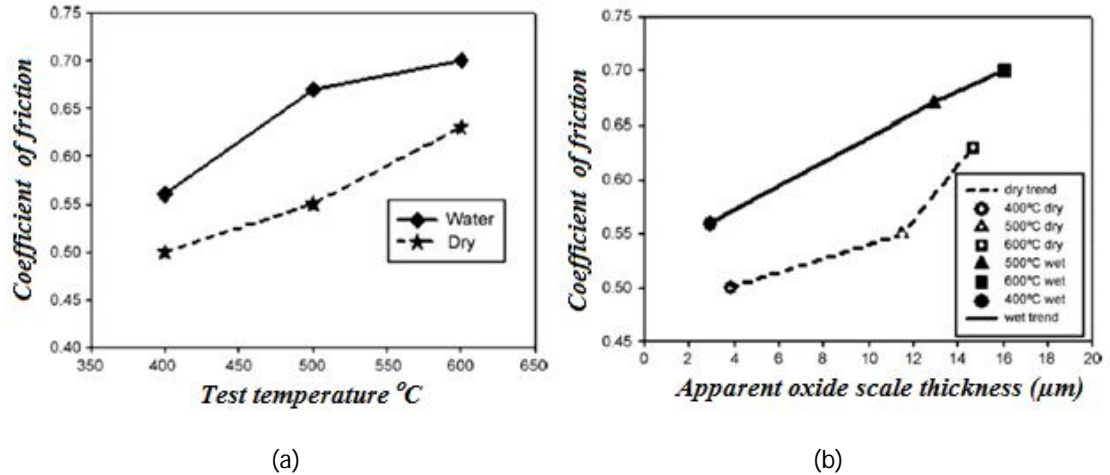 0.75
0.70
0.65
0.60
0.55
0.50
0.45
0.40
350 400 450 500 550 600 650
Coefficient of friction
Test temperature °C
Water
Dry
(a)
0.75
0.70
0.65
0.60
0.55
0.50
0.45
0 2 4 6 8 10 12 14 16 18 20
Coefficient of friction
Apparent oxide scale thickness (µm)
dry trend
400°C dry
500°C dry
600°C dry
500°C wet
600°C wet
400°C wet
wet trend
(b)